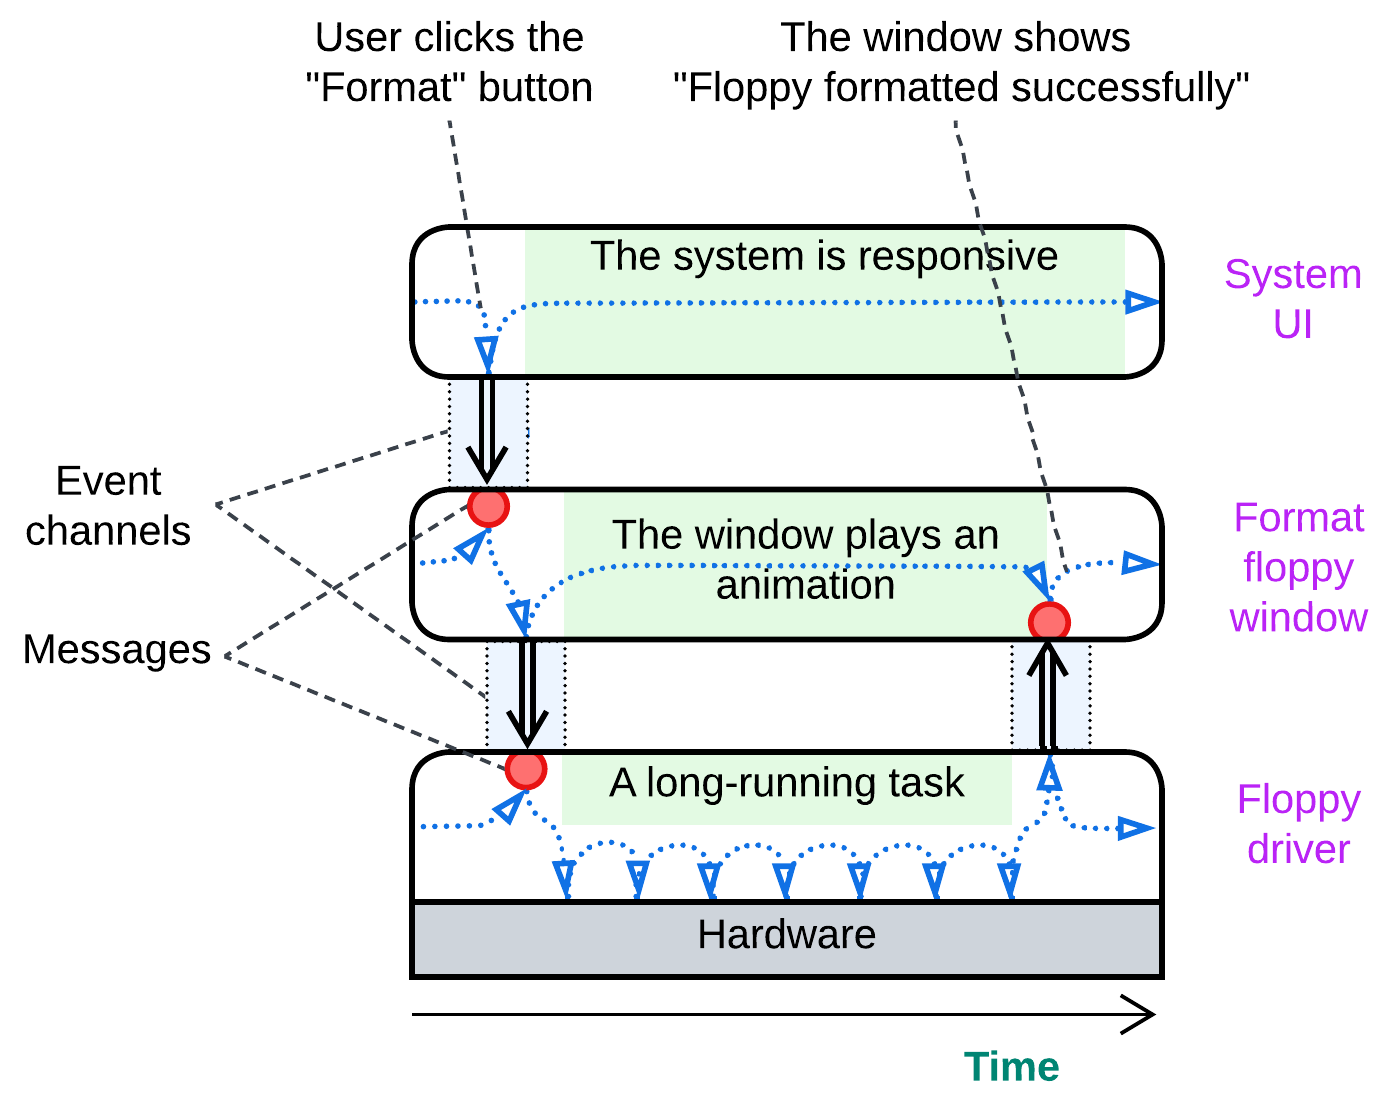 User clicks the
"Format" button
The window shows
"Floppy formatted successfully"
The system is responsive
System
UI
Event
channels
The window plays an
animation
Format
floppy
window
Messages
A long-running task
Floppy
driver
Hardware
Time